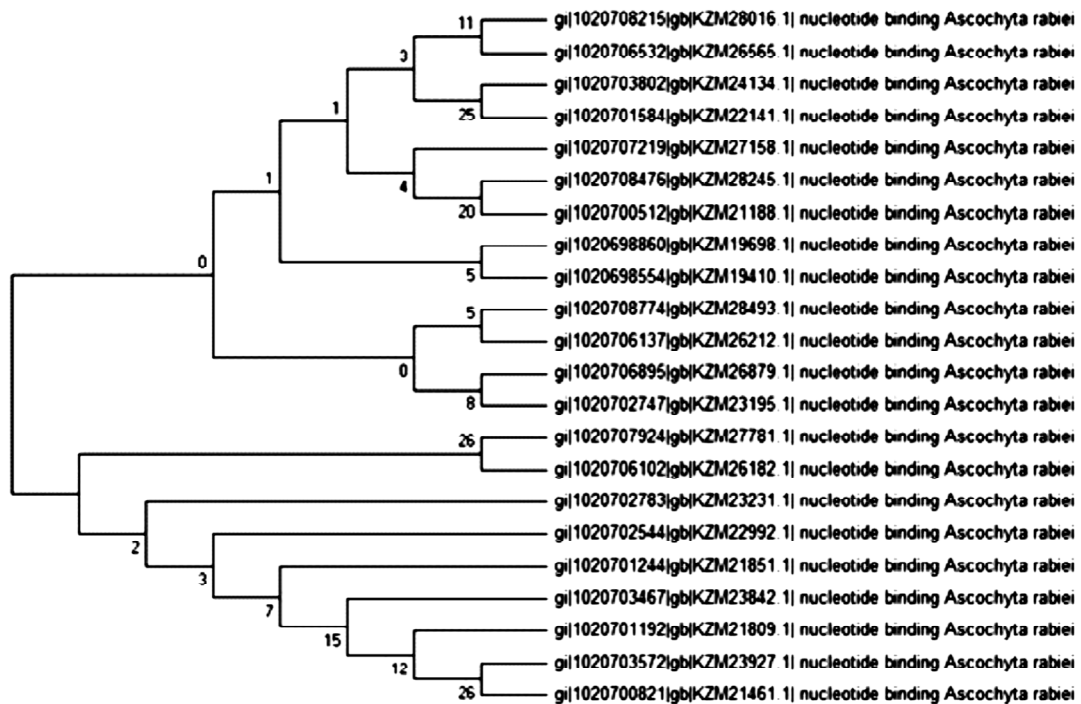 11
gi|1020708215|gb|KZM28016.1| nucleotide binding Ascochyta rabiei
gi|1020706532|gb|KZM26565.1| nucleotide binding Ascochyta rabiei
0
gi|1020703802|gb|KZM24134.1| nucleotide binding Ascochyta rabiei
25
gi|1020701584|gb|KZM22141.1| nucleotide binding Ascochyta rabiei
1
gi|1020707219|gb|KZM27158.1| nucleotide binding Ascochyta rabiei
4
gi|1020708476|gb|KZM28245.1| nucleotide binding Ascochyta rabiei
20
gi|1020700512|gb|KZM21188.1| nucleotide binding Ascochyta rabiei
1
gi|1020698860|gb|KZM19698.1| nucleotide binding Ascochyta rabiei
5
gi|1020698554|gb|KZM19410.1| nucleotide binding Ascochyta rabiei
0
5
gi|1020708774|gb|KZM28493.1| nucleotide binding Ascochyta rabiei
gi|1020706137|gb|KZM26212.1| nucleotide binding Ascochyta rabiei
0
gi|1020706895|gb|KZM26879.1| nucleotide binding Ascochyta rabiei
8
gi|1020702747|gb|KZM23195.1| nucleotide binding Ascochyta rabiei
26
gi|1020707924|gb|KZM27781.1| nucleotide binding Ascochyta rabiei
gi|1020706102|gb|KZM26182.1| nucleotide binding Ascochyta rabiei
gi|1020702783|gb|KZM23231.1| nucleotide binding Ascochyta rabiei
2
gi|1020702544|gb|KZM22992.1| nucleotide binding Ascochyta rabiei
3
gi|1020701244|gb|KZM21851.1| nucleotide binding Ascochyta rabiei
7
gi|1020703467|gb|KZM23842.1| nucleotide binding Ascochyta rabiei
15
gi|1020701192|gb|KZM21809.1| nucleotide binding Ascochyta rabiei
12
gi|1020703572|gb|KZM23927.1| nucleotide binding Ascochyta rabiei
26
gi|1020700821|gb|KZM21461.1| nucleotide binding Ascochyta rabiei